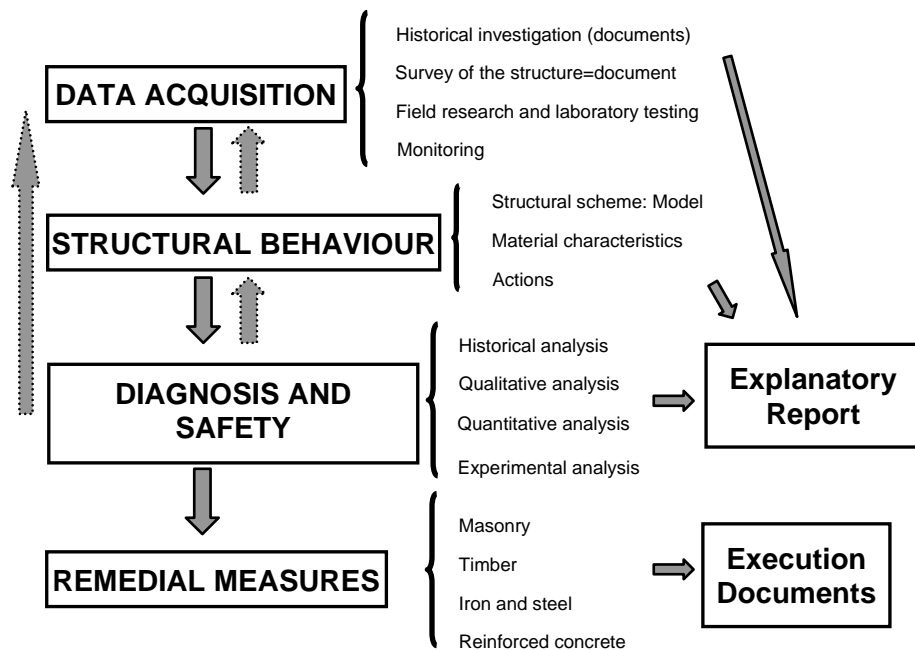 Historical investigation (documents)
Survey of the structure=document
DATA ACQUISITION
Field research and laboratory testing
Monitoring
Structural scheme: Model
STRUCTURAL BEHAVIOUR
Material characteristics
Actions
Historical analysis
DIAGNOSIS AND
SAFETY
Qualitative analysis
Quantitative analysis
Experimental analysis
Explanatory
Report
Masonry
REMEDIAL MEASURES
Timber
Iron and steel
Reinforced concrete
Execution
Documents